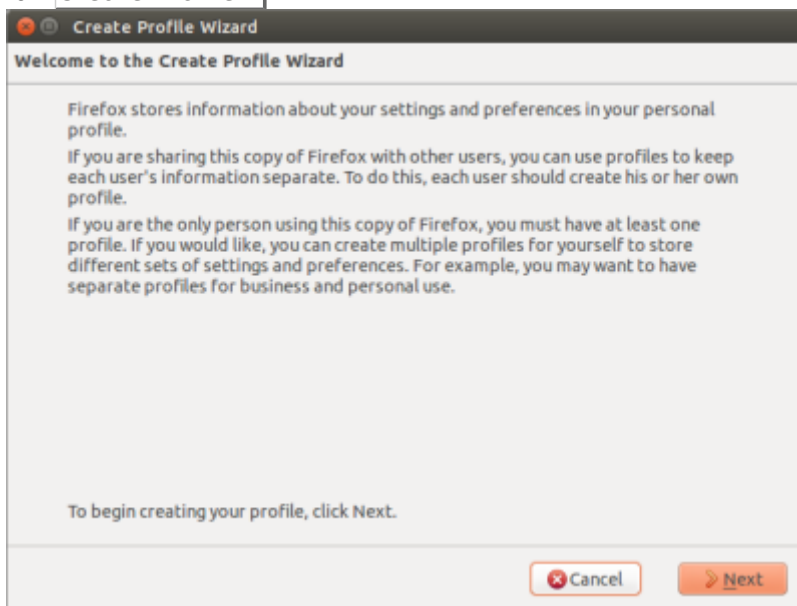 Create Profile Wizard
Welcome to the Create Profile Wizard
Firefox stores information about your settings and preferences in your personal
profile.
If you are sharing this copy of Firefox with other users, you can use profiles to keep
each user's information separate. To do this, each user should create his or her own
profile.
If you are the only person using this copy of Firefox, you must have at least one
profile. If you would like, you can create multiple profiles for yourself to store
different sets of settings and preferences. For example, you may want to have
separate profiles for business and personal use.
To begin creating your profile, click Next.
Cancel
Next